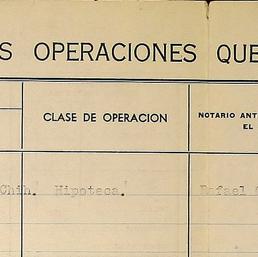 S OPERACIONES QUE
CLASE DE OPERACION
NOTARIO ANT
EL
Chih. Hipoteca.
Rafael